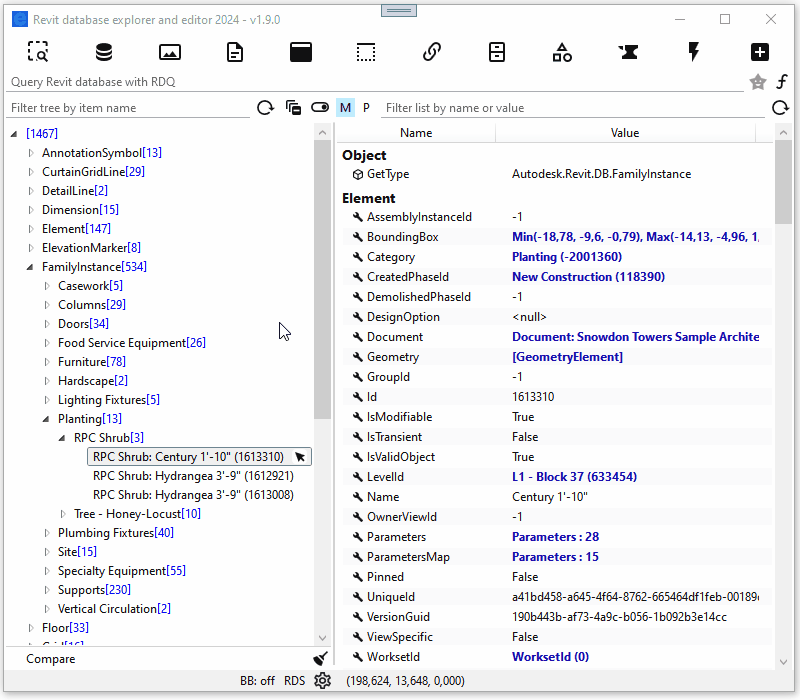 Revit database explorer and editor 2024 - v1.9.0
Query Revit database with RDQ
Filter tree by item name
M P
Filter list by name or value
[1467]
AnnotationSymbol[13]
CurtainGridLine[29]
DetailLine[2]
Dimension[15]
Element[147]
ElevationMarker[8]
FamilyInstance[534]
Casework[5]
Columns[29]
Doors[34]
Food Service Equipment[26]
Furniture[78]
Hardscape[2]
Lighting Fixtures[5]
Planting[13]
RPC Shrub[3]
RPC Shrub: Century 1'-10" (1613310)
RPC Shrub: Hydrangea 3'-9" (1612921)
RPC Shrub: Hydrangea 3'-9" (1613008)
Tree - Honey-Locust[10]
Plumbing Fixtures[40]
Site[15]
Specialty Equipment[55]
Supports[230]
Vertical Circulation[2]
Floor[33]
Compare
Name Value
Object
GetType Autodesk.Revit.DB.FamilyInstance
Element
AssemblyInstanceId -1
BoundingBox Min(-18,78, -9,6, -0,79), Max(-14,13, -4,96, 1,
Category Planting (-2001360)
CreatedPhaseId New Construction (118390)
DemolishedPhaseId -1
DesignOption <null>
Document Document: Snowdon Towers Sample Archite
Geometry [GeometryElement]
GroupId -1
Id 1613310
IsModifiable True
IsTransient False
IsValidObject True
LevelId L1 - Block 37 (633454)
Name Century 1'-10"
OwnerViewId -1
Parameters Parameters : 28
ParametersMap Parameters : 15
Pinned False
UniqueId a41bd458-a645-4f64-8762-665464df1feb-00189
VersionGuid 190b443b-af73-4a9c-b056-1b092b3e14cc
ViewSpecific False
WorksetId WorksetId (0)
BB: off RDS (198,624, 13,648, 0,000)